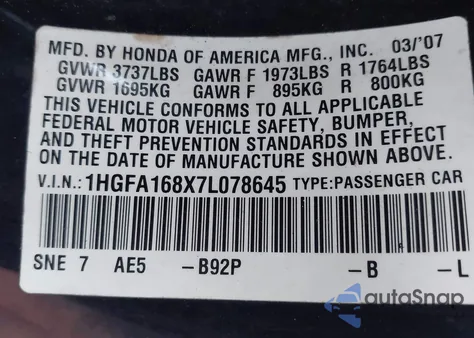 MFD. BY HONDA OF AMERICA MFG., INC. 03/'07
GVWR 3737LBS GAWR F 1973LBS R 1764LBS
GVWR 1695KG GAWR F 895KG R 800KG
THIS VEHICLE CONFORMS TO ALL APPLICABLE
FEDERAL MOTOR VEHICLE SAFETY, BUMPER,
AND THEFT PREVENTION STANDARDS IN EFFECT
ON THE DATE OF MANUFACTURE SHOWN ABOVE.
V.I.N.:1HGFA168X7L078645 TYPE:PASSENGER CAR
SNE 7 AE5 -B92P -B -L
autoSnap